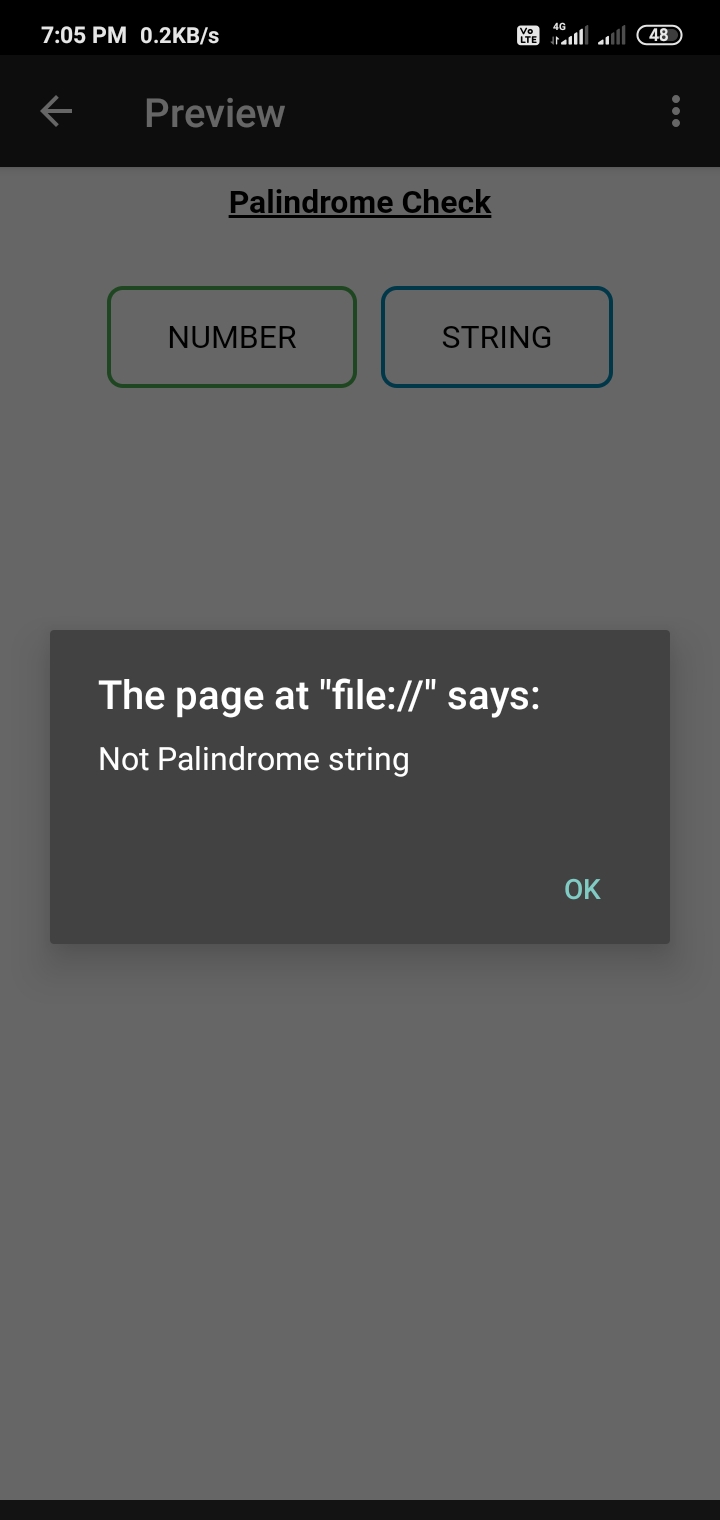 7:05 PM 0.2KB/s Vo LTE 4G 48
Preview
Palindrome Check
NUMBER STRING
The page at "file://" says:
Not Palindrome string
OK